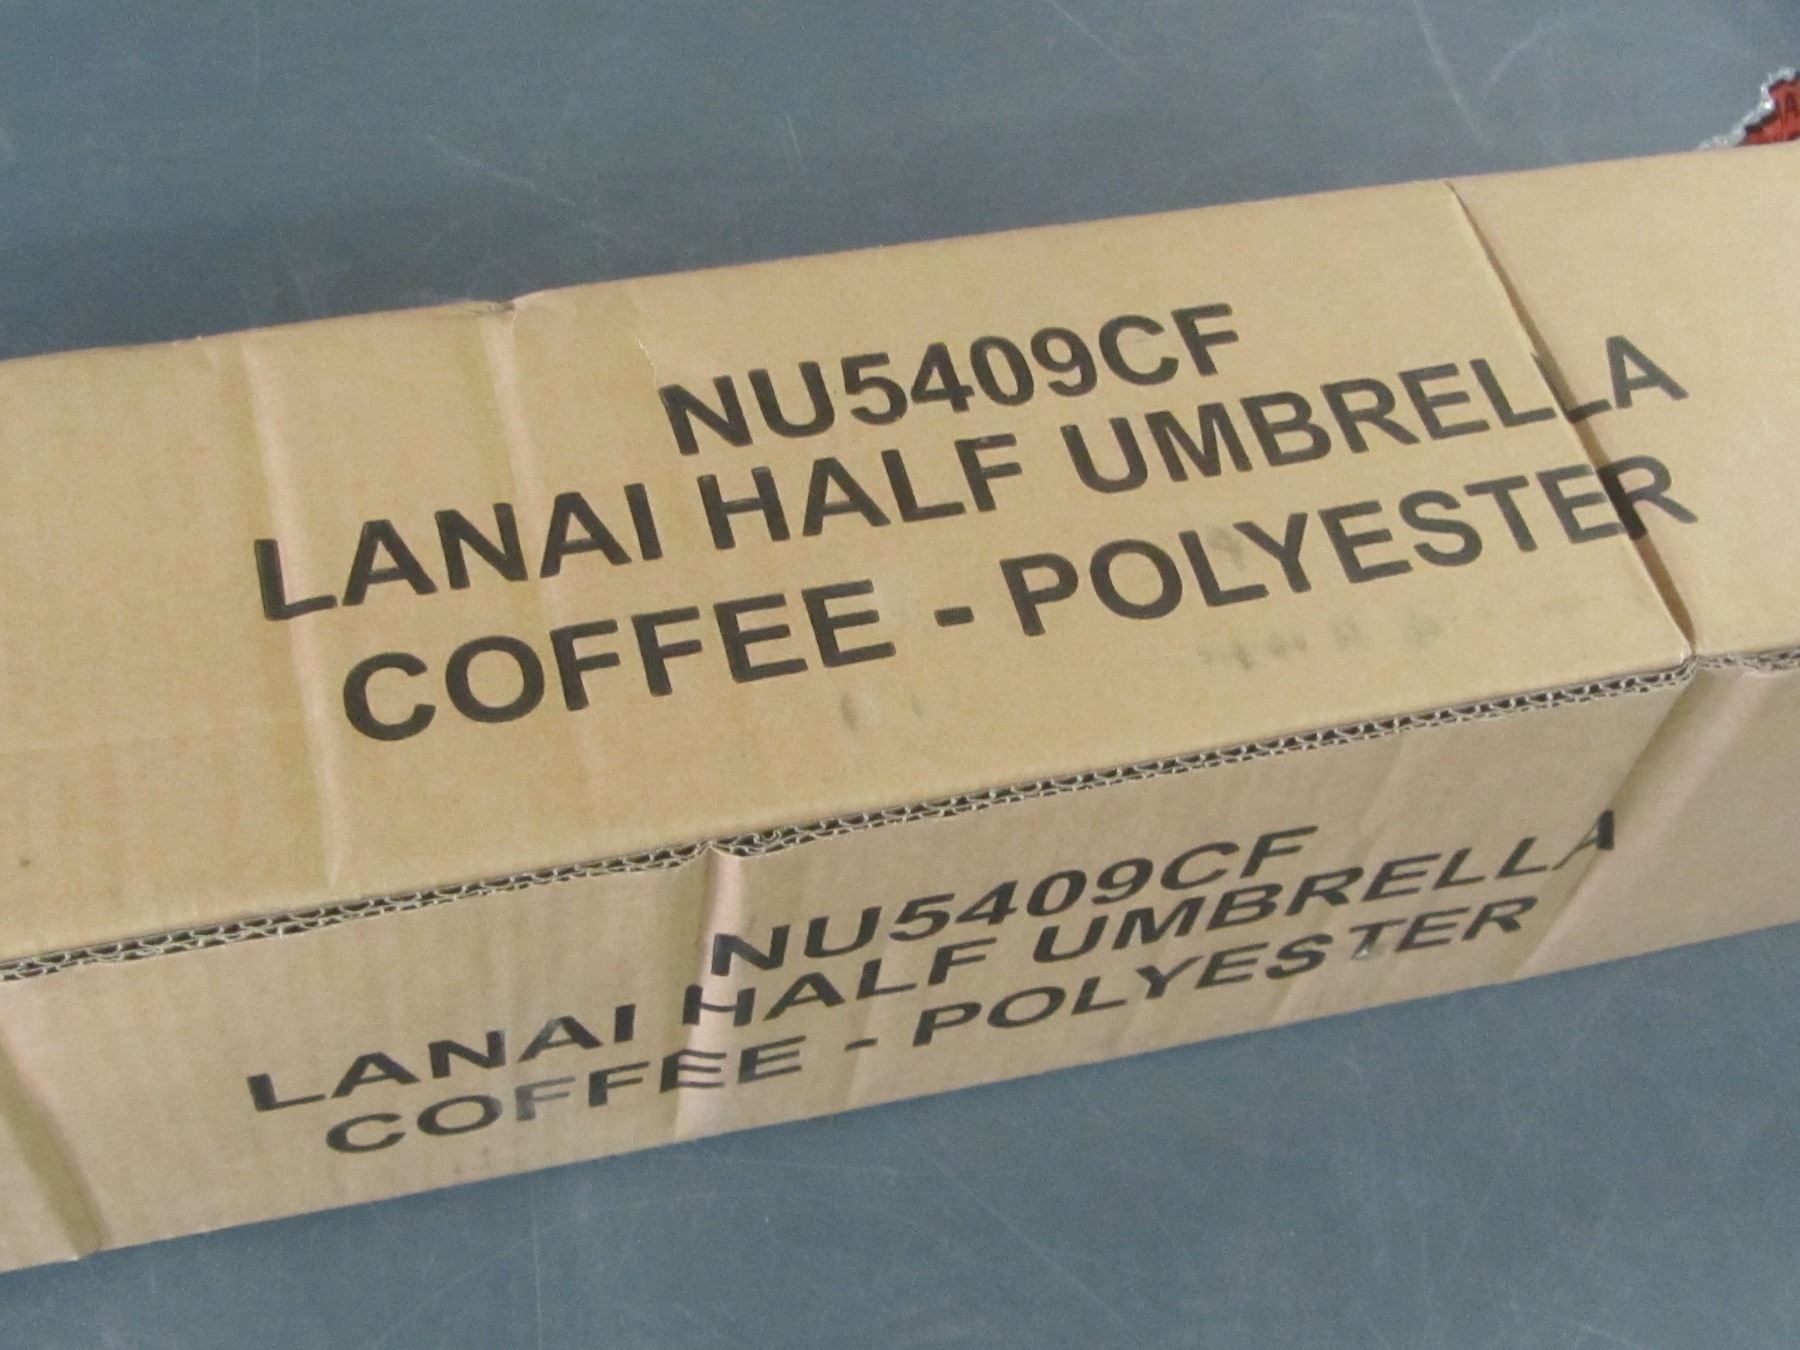 NU5409CF
LANAI HALF UMBRELLA
COFFEE - POLYESTER
NU5409CF
LANAI HALF UMBRELLA
COFFEE - POLYESTER